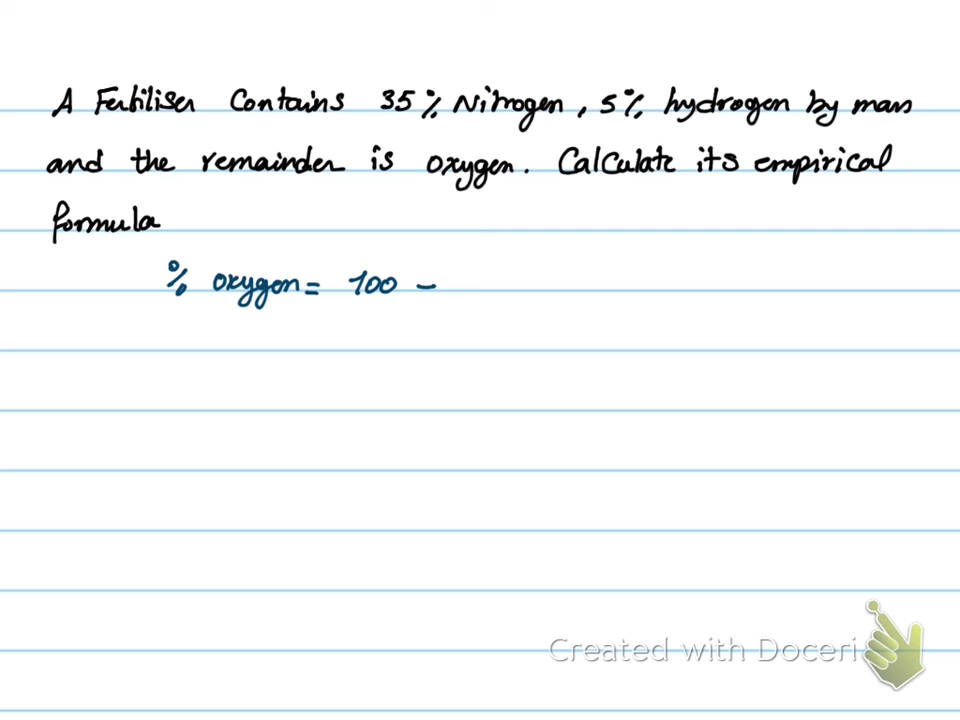 A Fertiliser Contains 35% Nitrogen, 5% hydrogen by mass
and the remainder is oxygen. Calculate its empirical
formula
% oxygen = 100 -
Created with Doceri